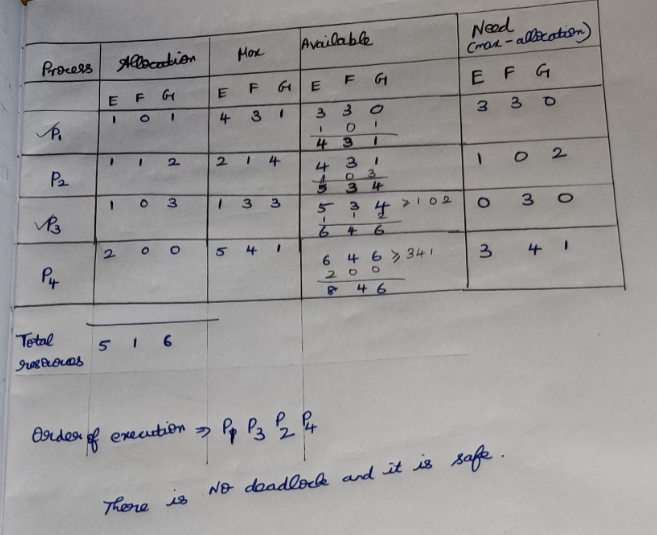 Process Allocation Max Available Need
(max-allocation)
E F G E F G E F G E F G
✓P1 1 0 1 4 3 1 3 3 0 3 3 0
1 0 1
4 3 1
P2 1 1 2 2 1 4 4 3 1 1 0 2
1 0 3
5 3 4
✓P3 1 0 3 1 3 3 5 3 4 ≥ 1 0 2 0 3 0
1 1 2
6 4 6
P4 2 0 0 5 4 1 6 4 6 ≥ 3 4 1 3 4 1
2 0 0
8 4 6
Total 5 1 6
resources
Order of execution ⇒ P1 P3 P2 P4
There is NO deadlock and it is safe.